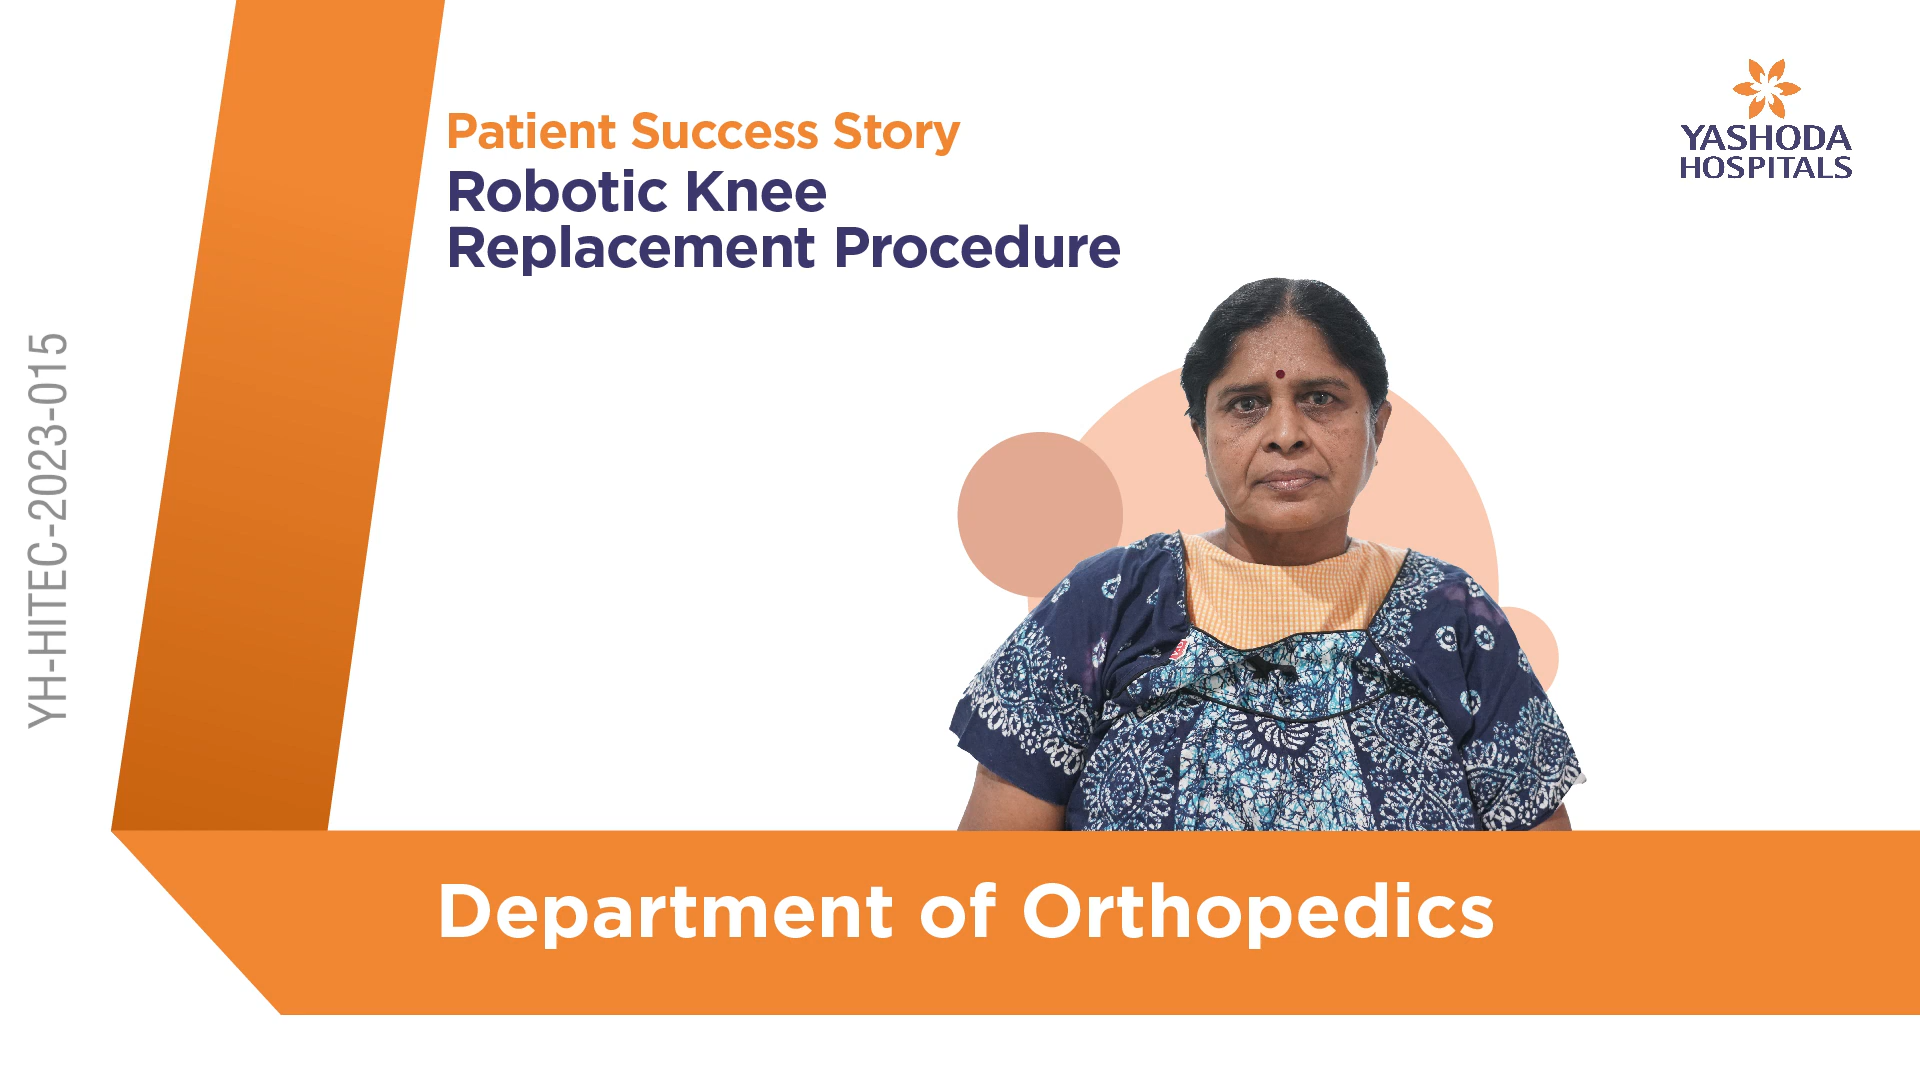 Patient Success Story
Robotic Knee
Replacement Procedure
YASHODA
HOSPITALS
YH-HITEC-2023-015
Department of Orthopedics